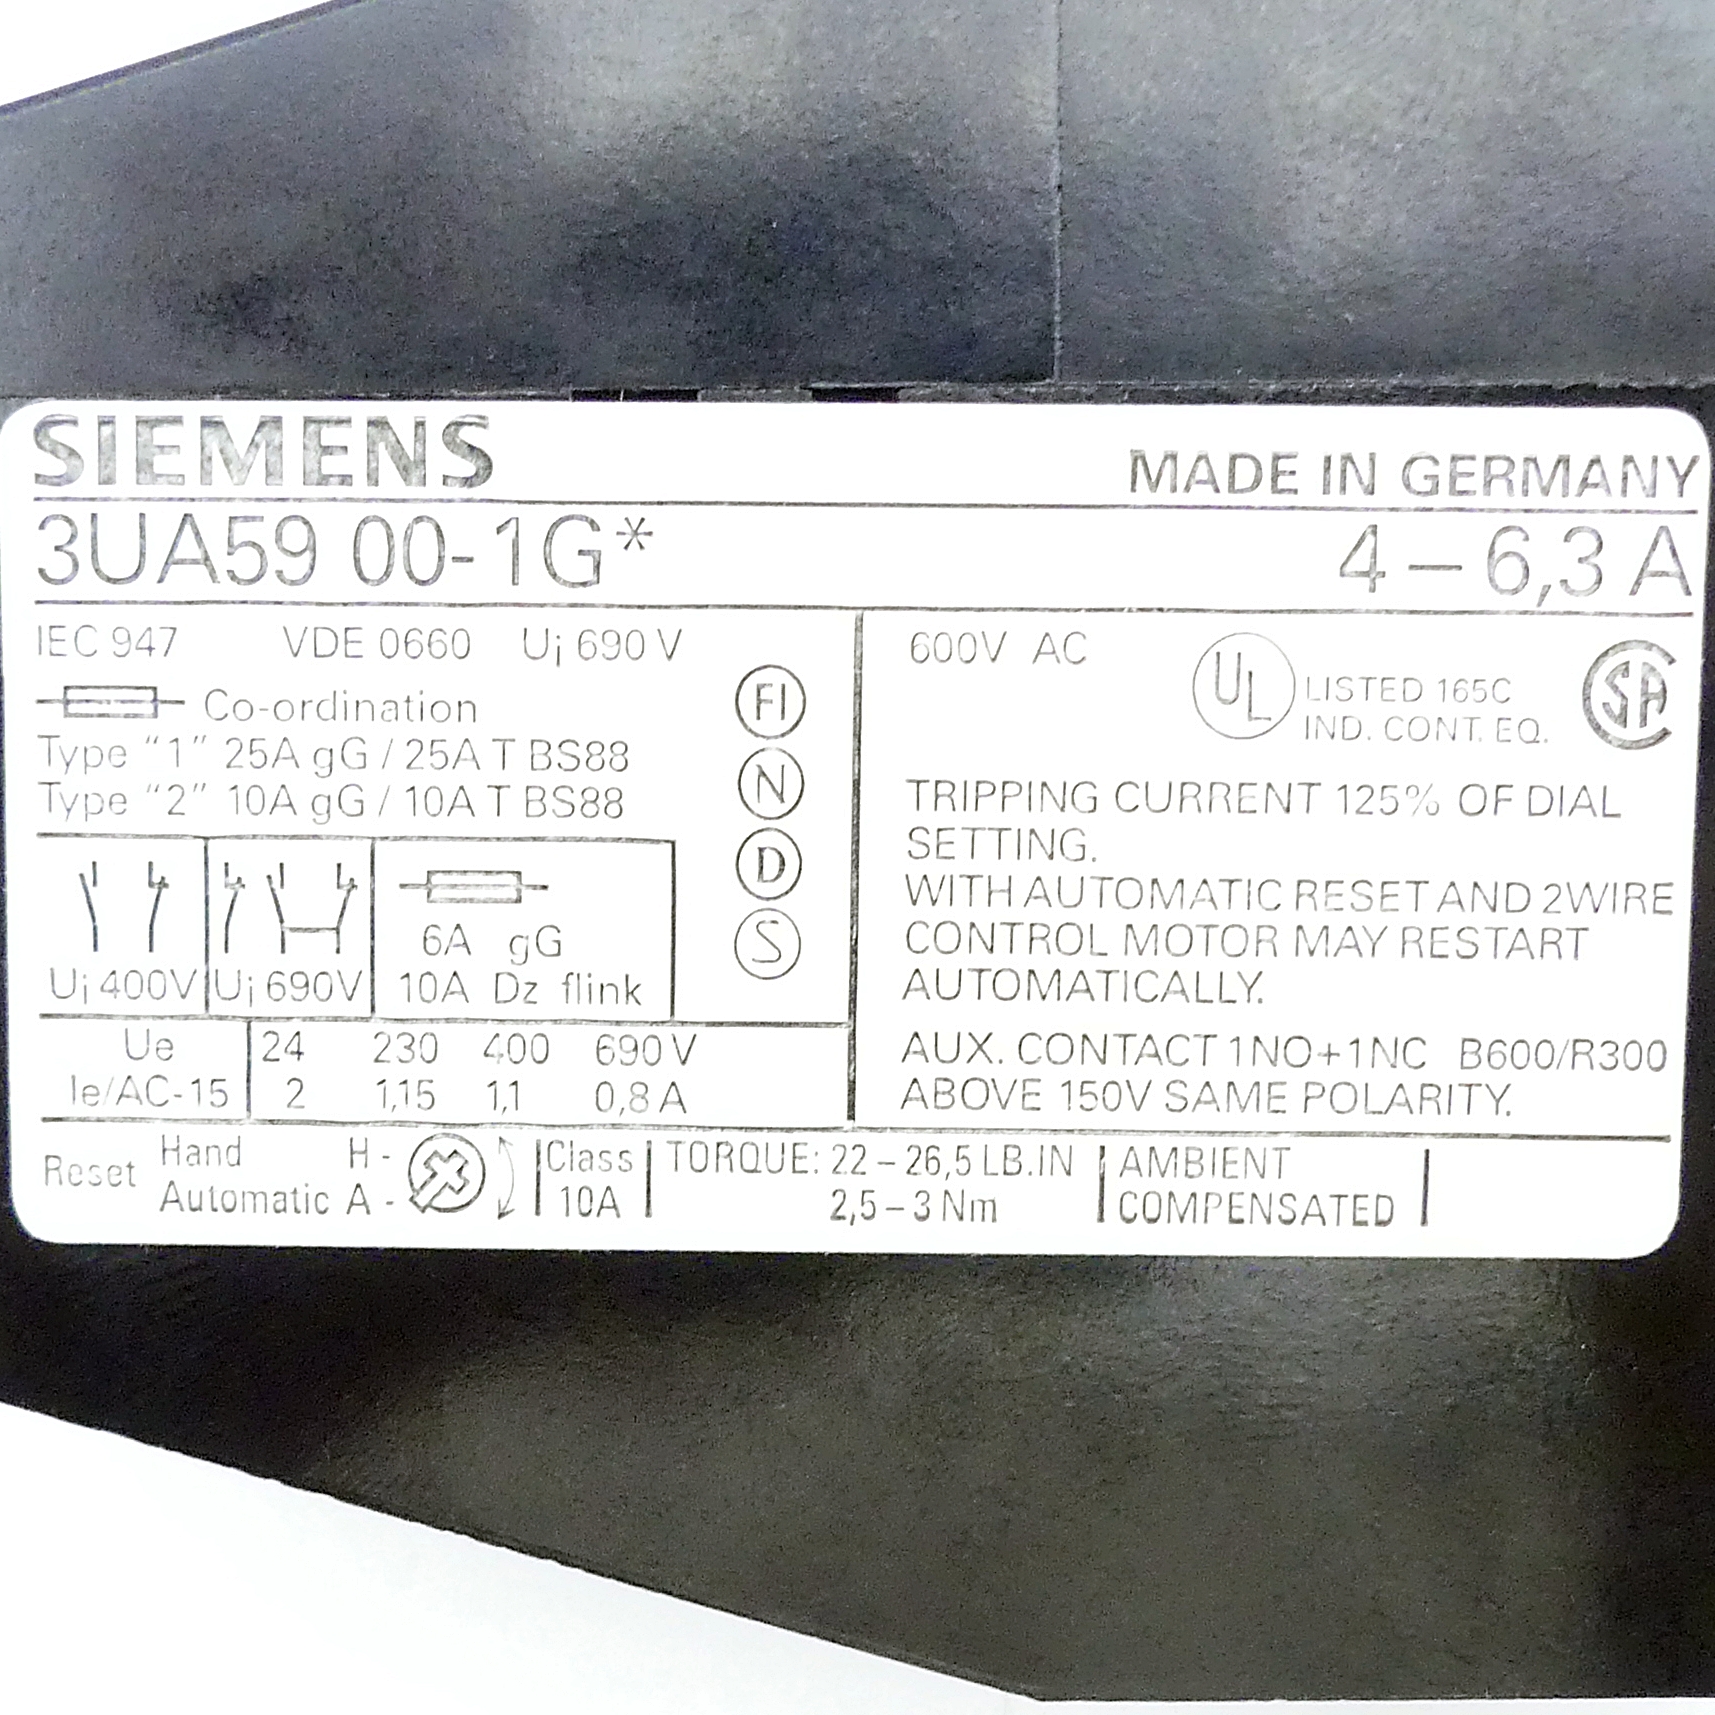 SIEMENS
MADE IN GERMANY
3UA59 00-1G*
4 – 6,3 A
IEC 947 VDE 0660 Ui 690 V
Co-ordination
Type "1" 25A gG / 25A T BS88
Type "2" 10A gG / 10A T BS88
FI
N
D
S
Ui 400V
Ui 690V
6A gG
10A Dz flink
Ue 24 230 400 690 V
Ie/AC-15 2 1,15 1,1 0,8 A
600V AC
UL
LISTED 165C
IND. CONT. EQ.
SA
TRIPPING CURRENT 125% OF DIAL
SETTING.
WITH AUTOMATIC RESET AND 2WIRE
CONTROL MOTOR MAY RESTART
AUTOMATICALLY.
AUX. CONTACT 1NO+1NC B600/R300
ABOVE 150V SAME POLARITY.
Reset Hand H -
Automatic A -
Class
10A
TORQUE: 22 – 26,5 LB.IN
2,5 – 3 Nm
AMBIENT
COMPENSATED